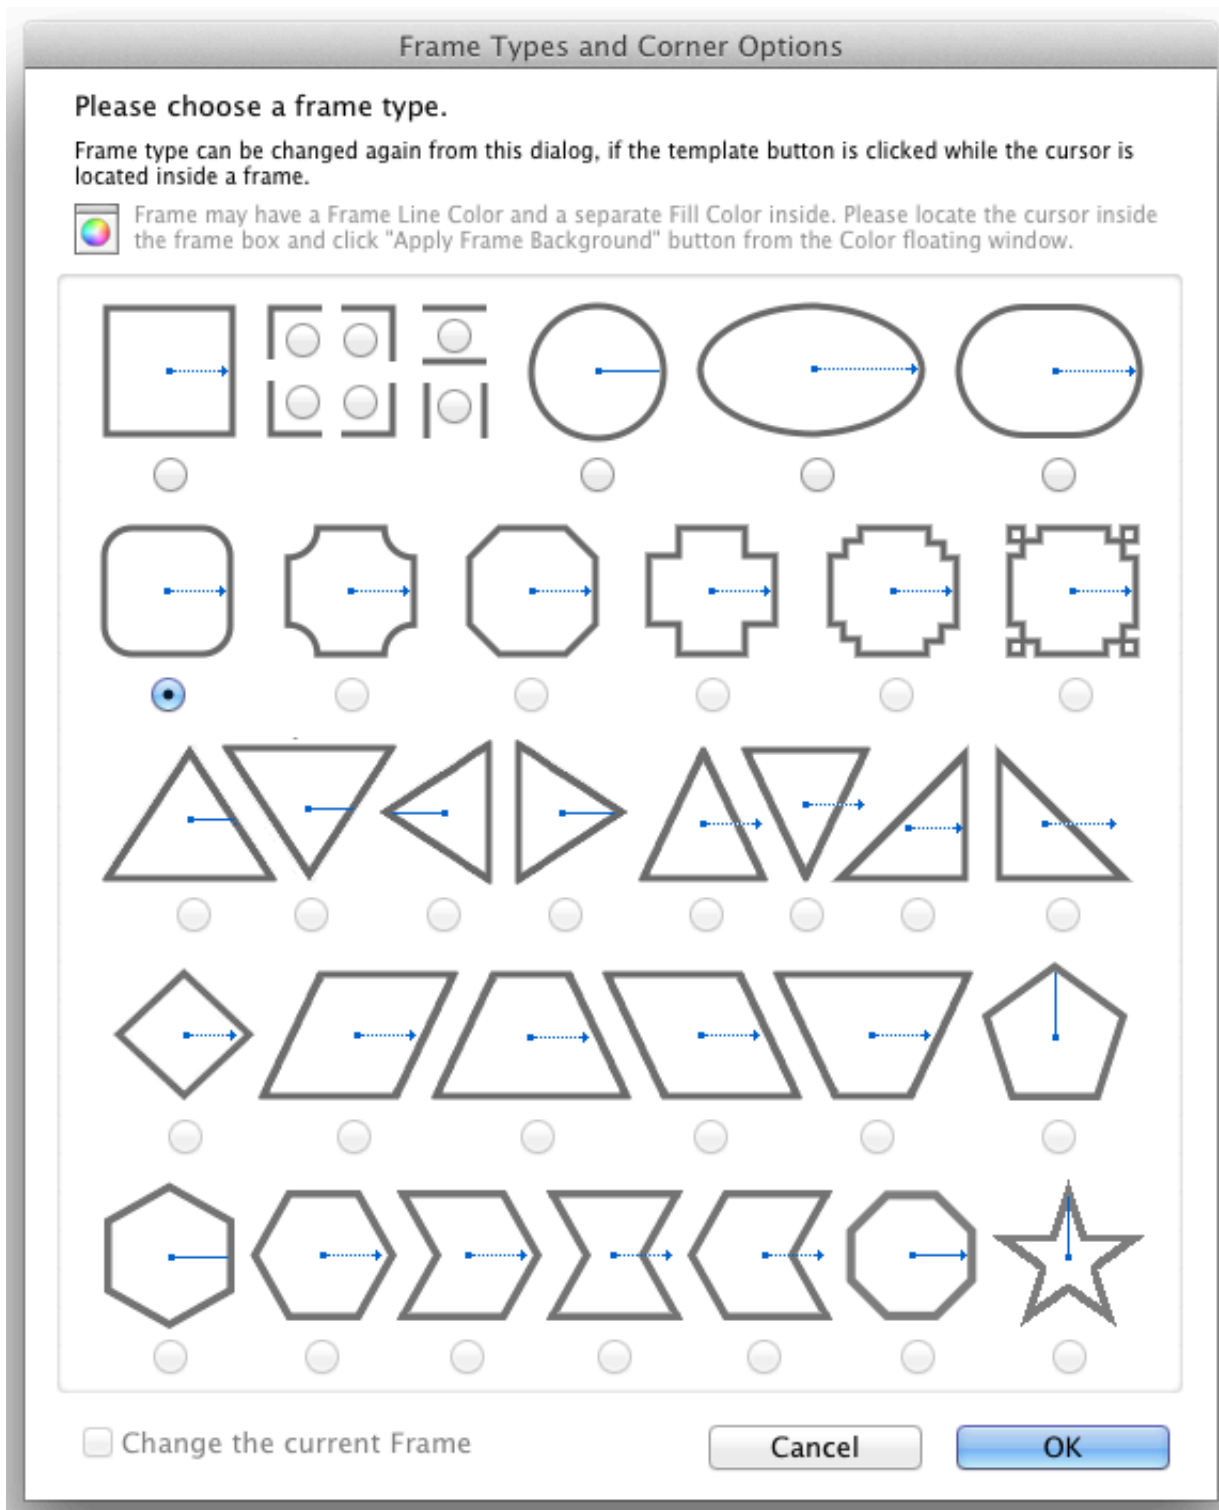 Frame Types and Corner Options
Please choose a frame type.
Frame type can be changed again from this dialog, if the template button is clicked while the cursor is
located inside a frame.
Frame may have a Frame Line Color and a separate Fill Color inside. Please locate the cursor inside
the frame box and click "Apply Frame Background" button from the Color floating window.
Change the current Frame
Cancel
OK